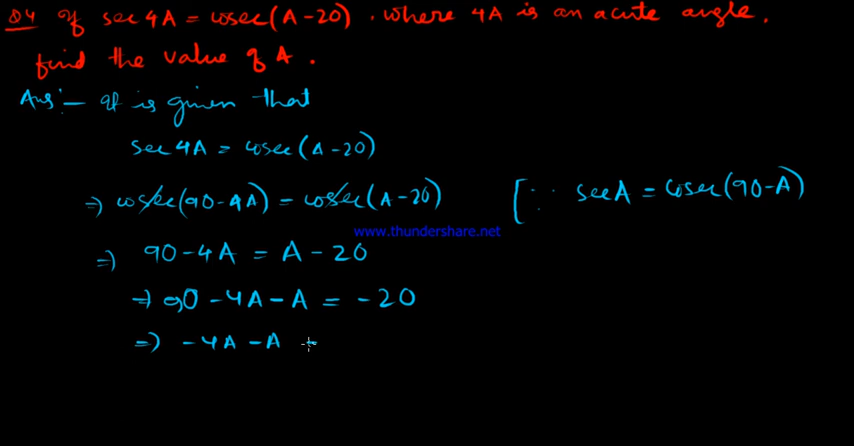 Q4 If sec 4A = cosec(A-20), where 4A is an acute angle,
find the value of A.
Ans:- It is given that
sec 4A = cosec(A-20)
⇒ cosec(90-4A) = cosec(A-20) [∵ sec A = cosec(90-A)
www.thundershare.net
⇒ 90-4A = A-20
⇒ 90-4A-A = -20
⇒ -4A-A =